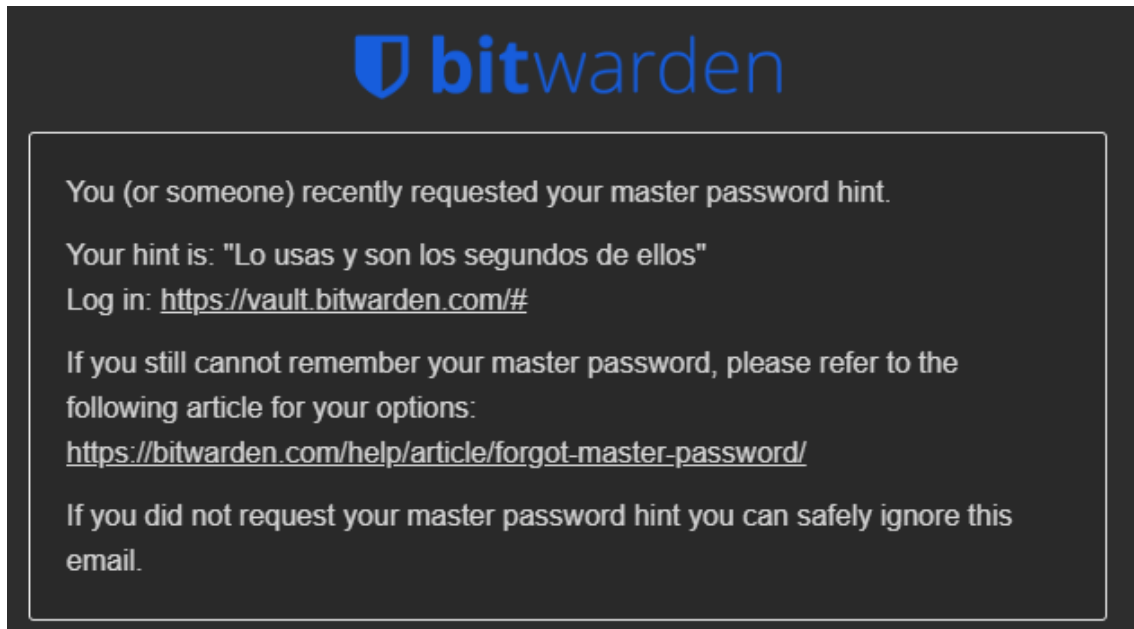 bitwarden
You (or someone) recently requested your master password hint.
Your hint is: "Lo usas y son los segundos de ellos"
Log in: https://vault.bitwarden.com/#
If you still cannot remember your master password, please refer to the
following article for your options:
https://bitwarden.com/help/article/forgot-master-password/
If you did not request your master password hint you can safely ignore this
email.